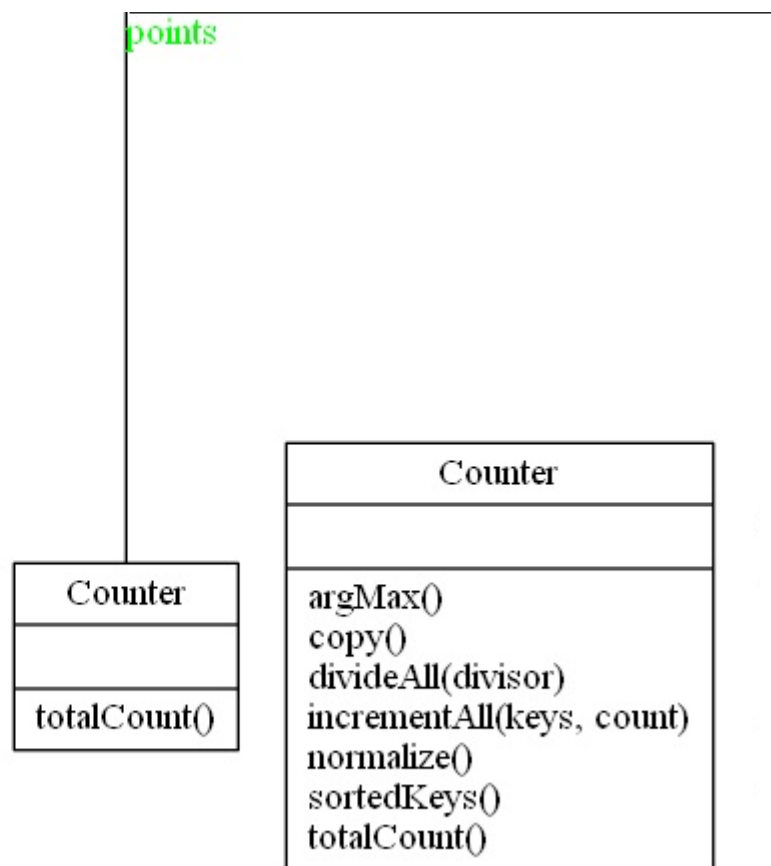 points
Counter
totalCount()
Counter
argMax()
copy()
divideAll(divisor)
incrementAll(keys, count)
normalize()
sortedKeys()
totalCount()